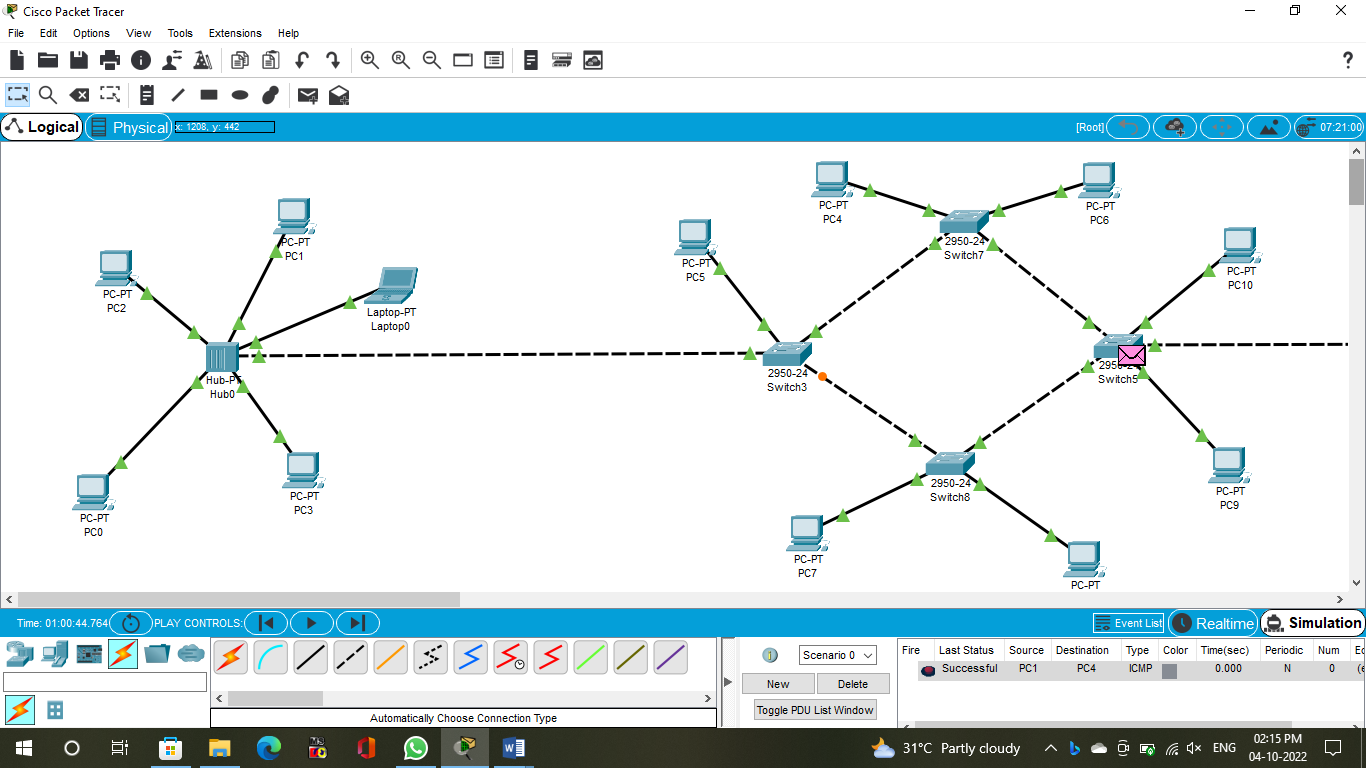 Cisco Packet Tracer
File Edit Options View Tools Extensions Help
Logical Physical x: 1208, y: 442 [Root] 07:21:00
PC-PT
PC1
PC-PT
PC2
Laptop-PT
Laptop0
Hub-PT
Hub0
PC-PT
PC3
PC-PT
PC0
PC-PT
PC4
2950-24
Switch7
PC-PT
PC6
PC-PT
PC5
PC-PT
PC10
2950-24
Switch3
2950-24
Switch5
2950-24
Switch8
PC-PT
PC9
PC-PT
PC7
PC-PT
Time: 01:00:44.764 PLAY CONTROLS: Event List Realtime Simulation
Scenario 0
New Delete
Toggle PDU List Window
Automatically Choose Connection Type
Fire Last Status Source Destination Type Color Time(sec) Periodic Num Ec
Successful PC1 PC4 ICMP 0.000 N 0 (e
31°C Partly cloudy ENG 02:15 PM
04-10-2022